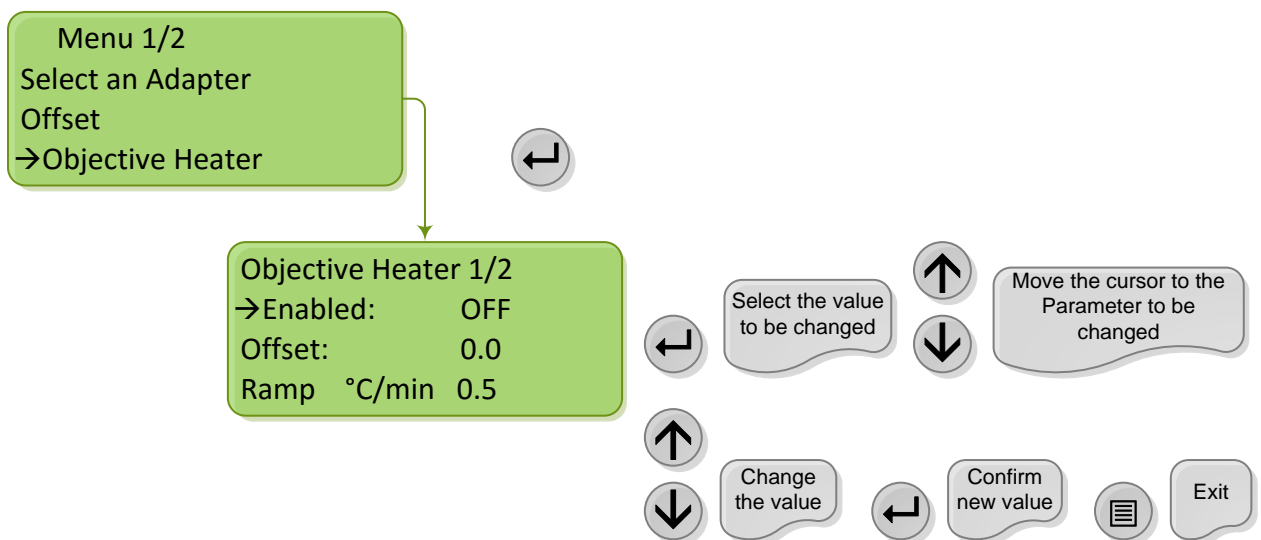 Menu 1/2
Select an Adapter
Offset
→Objective Heater
Objective Heater 1/2
→Enabled: OFF
Offset: 0.0
Ramp °C/min 0.5
Select the value
to be changed
Move the cursor to the
Parameter to be
changed
Change
the value
Confirm
new value
Exit